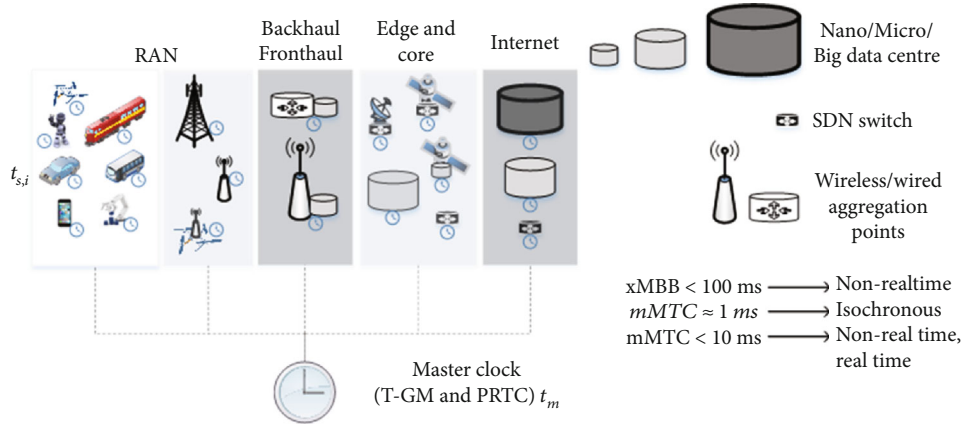 RAN
Backhaul
Fronthaul
Edge and
core
Internet
t_{s,i}
Master clock
(T-GM and PRTC) t_m
Nano/Micro/
Big data centre
SDN switch
Wireless/wired
aggregation
points
xMBB < 100 ms → Non-realtime
mMTC ≈ 1 ms → Isochronous
mMTC < 10 ms → Non-real time,
real time